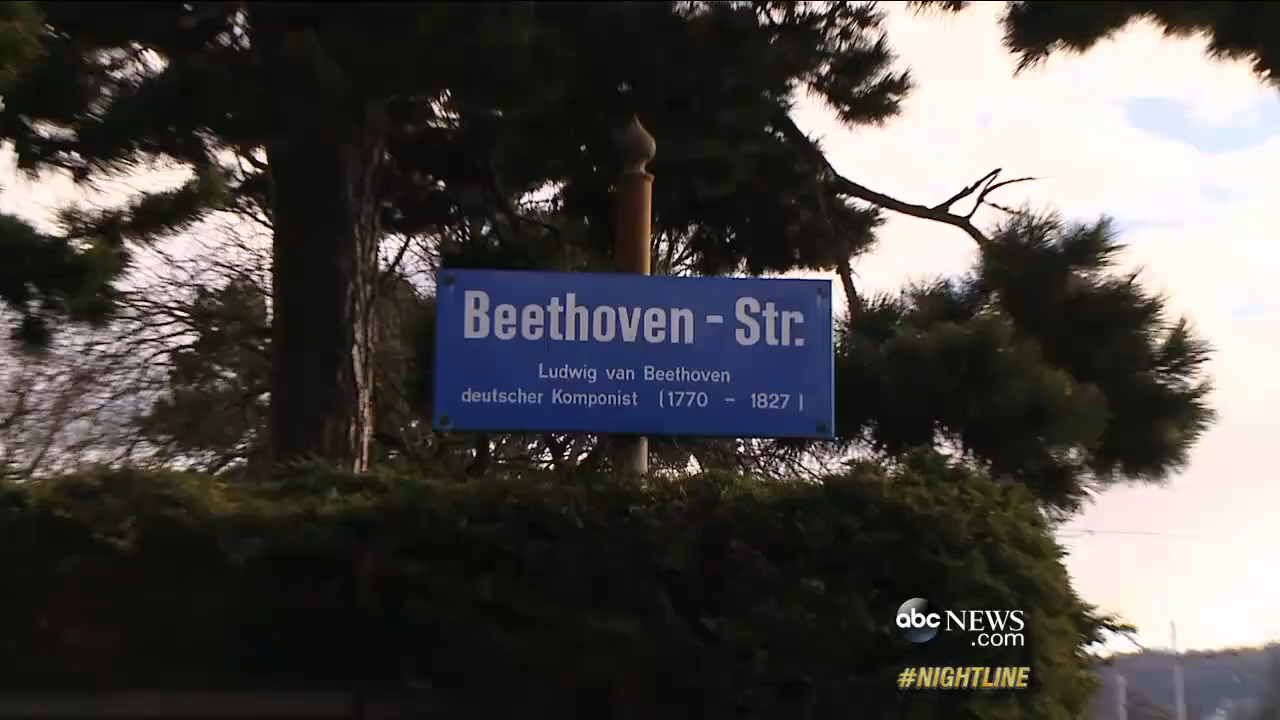 Beethoven - Str.
Ludwig van Beethoven
deutscher Komponist (1770 - 1827)
abc NEWS
.com
#NIGHTLINE